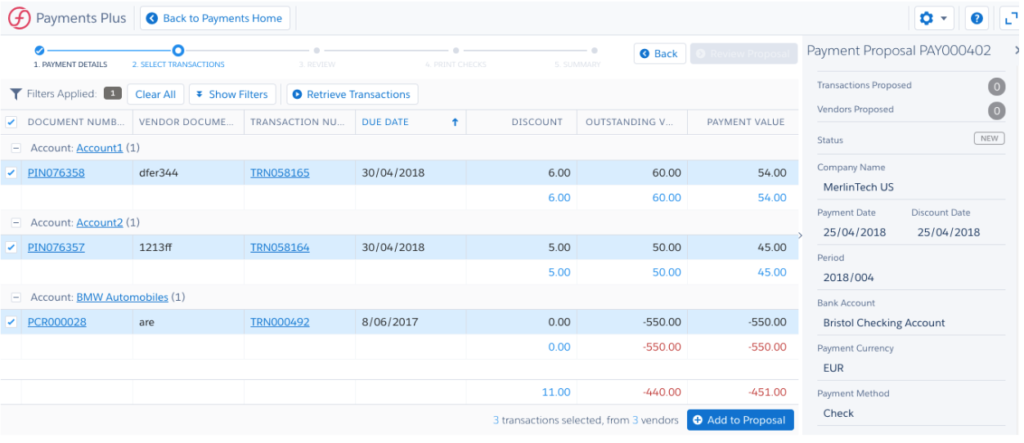 Payments Plus
Back to Payments Home
1. PAYMENT DETAILS
2. SELECT TRANSACTIONS
3. REVIEW
4. PRINT CHECKS
5. SUMMARY
Back
Review Proposal
Filters Applied: 1
Clear All
Show Filters
Retrieve Transactions
DOCUMENT NUMB... VENDOR DOCUME... TRANSACTION NU... DUE DATE DISCOUNT OUTSTANDING V... PAYMENT VALUE
Account: Account1 (1)
PIN076358 dfer344 TRN058165 30/04/2018 6.00 60.00 54.00
6.00 60.00 54.00
Account: Account2 (1)
PIN076357 1213ff TRN058164 30/04/2018 5.00 50.00 45.00
5.00 50.00 45.00
Account: BMW Automobiles (1)
PCR000028 are TRN000492 8/06/2017 0.00 -550.00 -550.00
0.00 -550.00 -550.00
11.00 -440.00 -451.00
3 transactions selected, from 3 vendors
Add to Proposal
Payment Proposal PAY000402
Transactions Proposed 0
Vendors Proposed 0
Status NEW
Company Name
MerlinTech US
Payment Date Discount Date
25/04/2018 25/04/2018
Period
2018/004
Bank Account
Bristol Checking Account
Payment Currency
EUR
Payment Method
Check